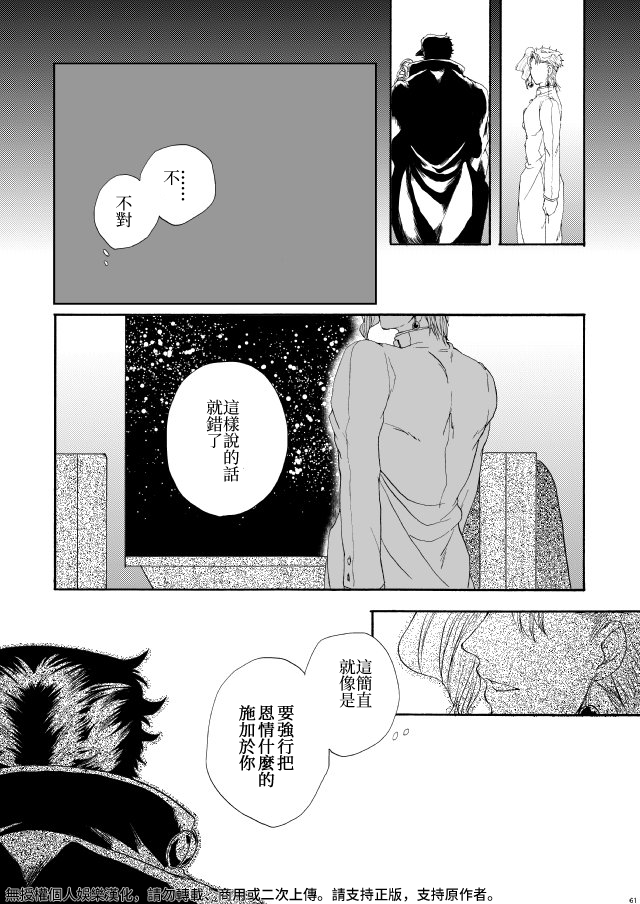 不……
不對
這樣說的話
就錯了
這簡直
就像是
要強行把
恩情什麼的
施加於你
無授權個人娛樂漢化，請勿轉載、商用或二次上傳。請支持正版，支持原作者。
61